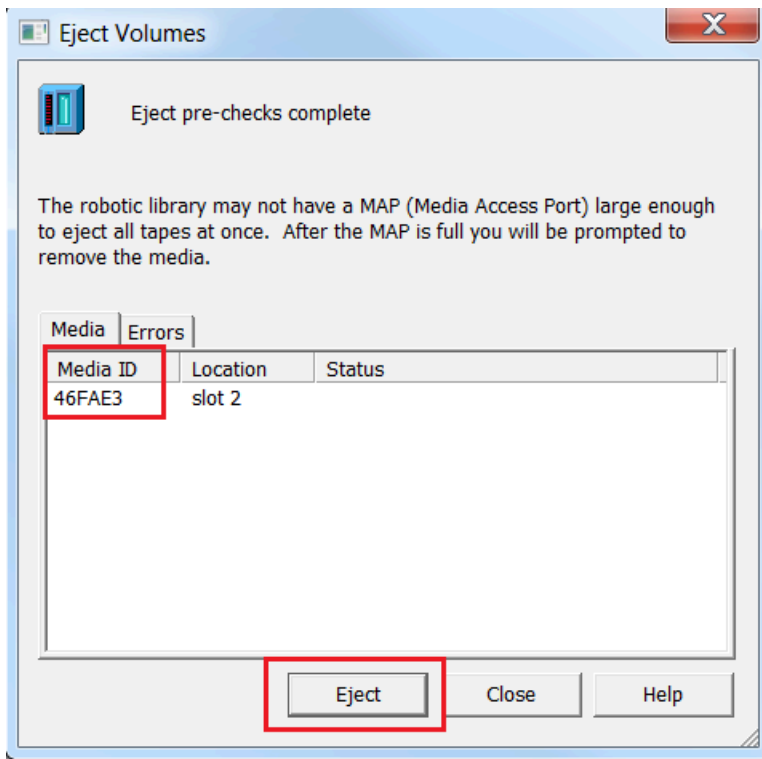 Eject Volumes
X
Eject pre-checks complete
The robotic library may not have a MAP (Media Access Port) large enough
to eject all tapes at once.  After the MAP is full you will be prompted to
remove the media.
Media Errors
Media ID Location Status
46FAE3 slot 2
Eject Close Help